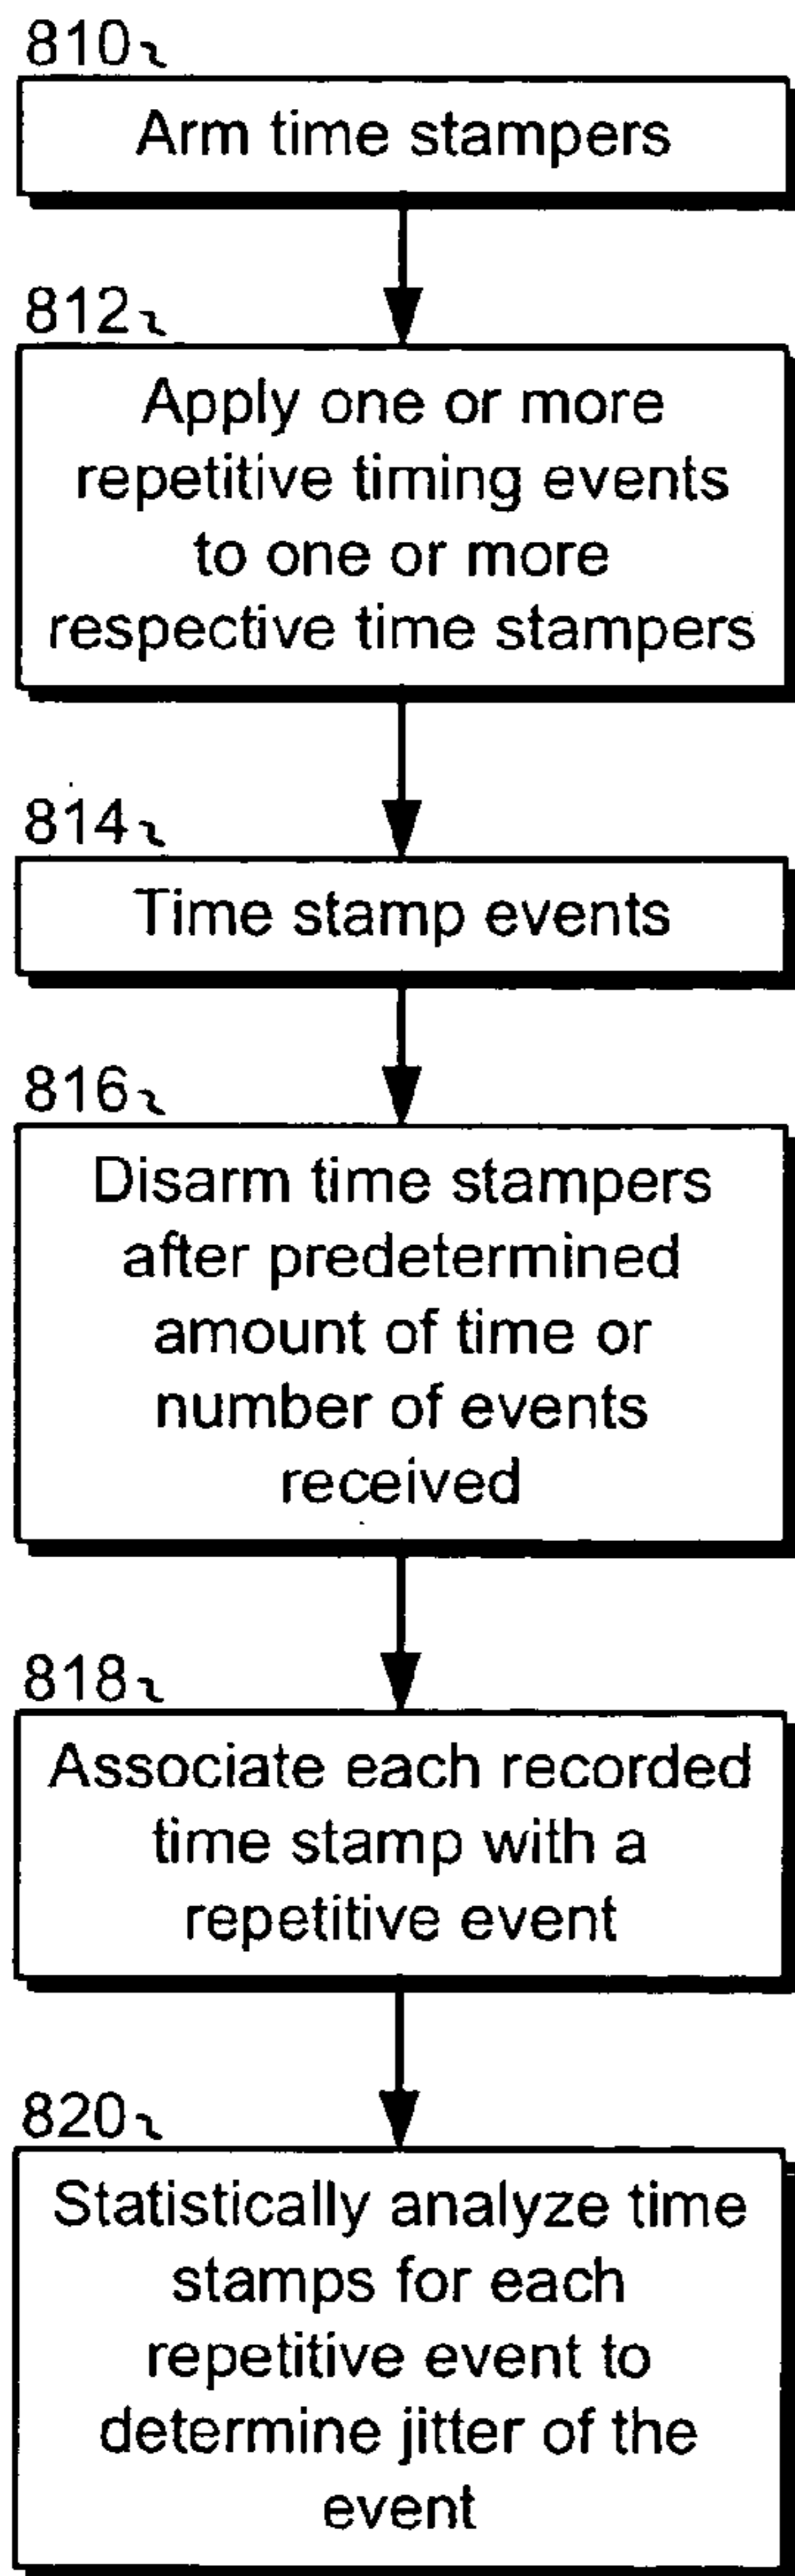 810
Arm time stampers
812
Apply one or more
repetitive timing events
to one or more
respective time stampers
814
Time stamp events
816
Disarm time stampers
after predetermined
amount of time or
number of events
received
818
Associate each recorded
time stamp with a
repetitive event
820
Statistically analyze time
stamps for each
repetitive event to
determine jitter of the
event